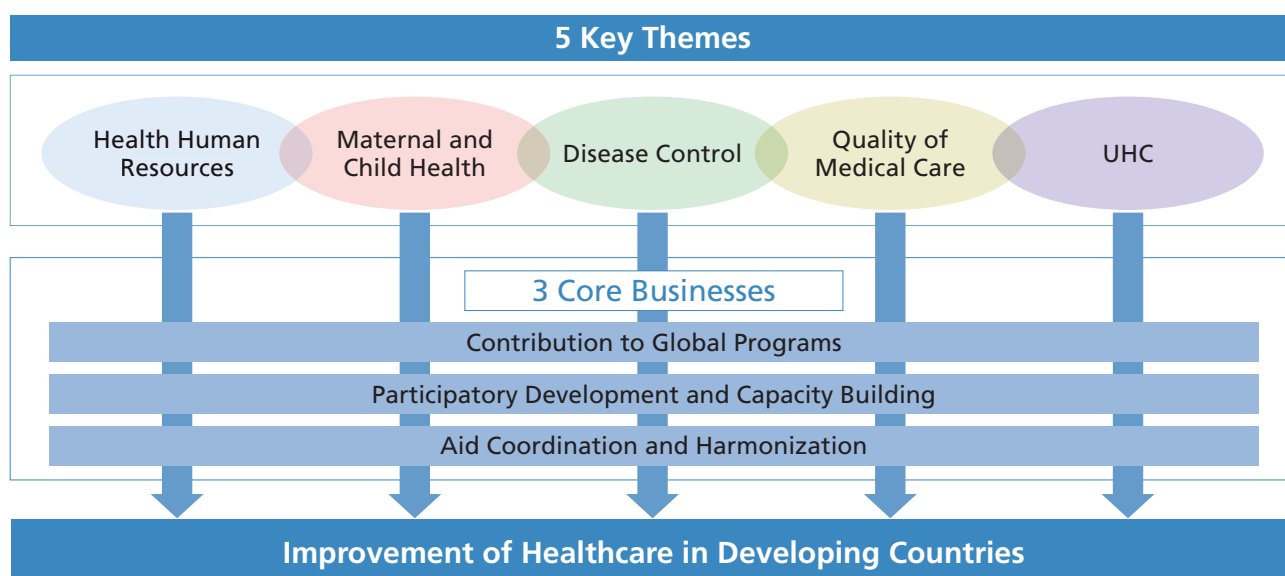 5 Key Themes
Health Human
Resources
Maternal and
Child Health
Disease Control
Quality of
Medical Care
UHC
3 Core Businesses
Contribution to Global Programs
Participatory Development and Capacity Building
Aid Coordination and Harmonization
Improvement of Healthcare in Developing Countries